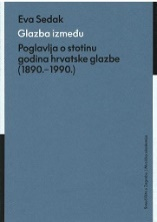 Eva Sedak
Glazba između
Poglavlja o stotinu
godina hrvatske glazbe
(1890.–1990.)